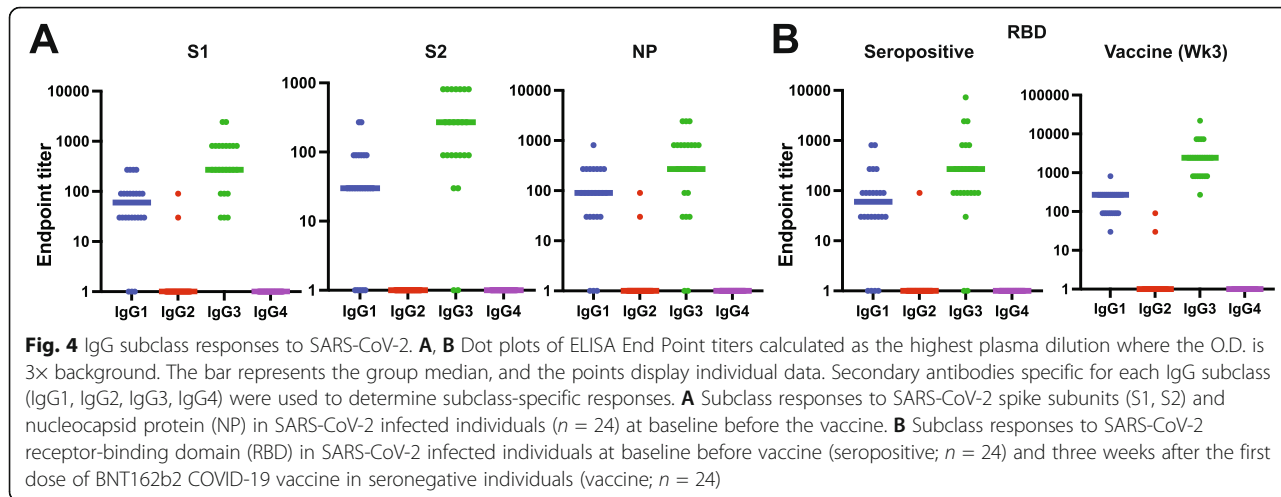 A
B
RBD
S1
S2
NP
Seropositive
Vaccine (Wk3)
Endpoint titer
10000
1000
100
10
1
IgG1 IgG2 IgG3 IgG4
1000
100
10
1
IgG1 IgG2 IgG3 IgG4
10000
1000
100
10
1
IgG1 IgG2 IgG3 IgG4
Endpoint titer
10000
1000
100
10
1
IgG1 IgG2 IgG3 IgG4
100000
10000
1000
100
10
1
IgG1 IgG2 IgG3 IgG4
Fig. 4 IgG subclass responses to SARS-CoV-2. A, B Dot plots of ELISA End Point titers calculated as the highest plasma dilution where the O.D. is
3× background. The bar represents the group median, and the points display individual data. Secondary antibodies specific for each IgG subclass
(IgG1, IgG2, IgG3, IgG4) were used to determine subclass-specific responses. A Subclass responses to SARS-CoV-2 spike subunits (S1, S2) and
nucleocapsid protein (NP) in SARS-CoV-2 infected individuals (n = 24) at baseline before the vaccine. B Subclass responses to SARS-CoV-2
receptor-binding domain (RBD) in SARS-CoV-2 infected individuals at baseline before vaccine (seropositive; n = 24) and three weeks after the first
dose of BNT162b2 COVID-19 vaccine in seronegative individuals (vaccine; n = 24)